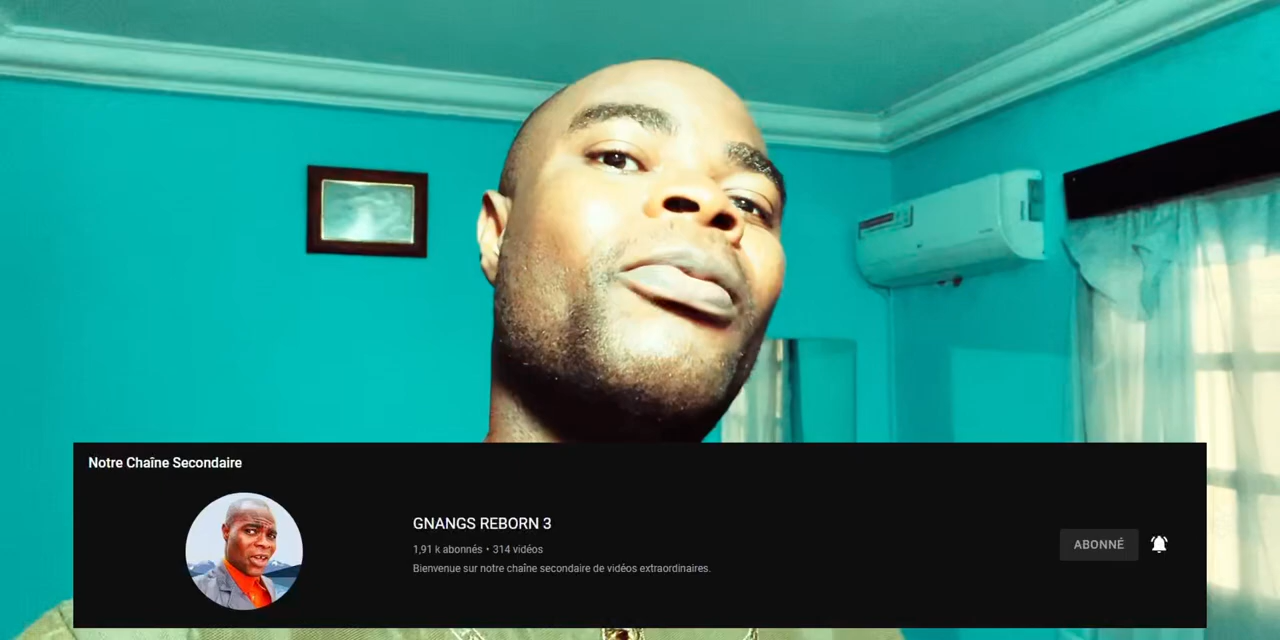 Notre Chaîne Secondaire
GNANGS REBORN 3
1,91 k abonnés • 314 vidéos
ABONNÉ
Bienvenue sur notre chaîne secondaire de vidéos extraordinaires.